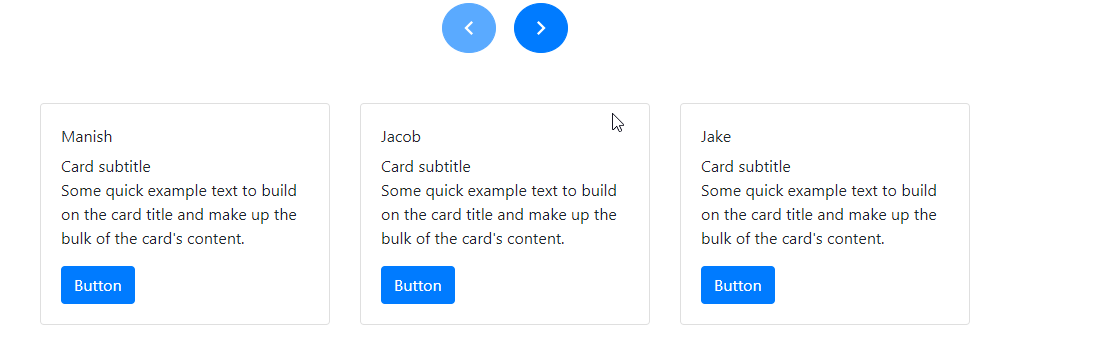 Manish
Card subtitle
Some quick example text to build
on the card title and make up the
bulk of the card's content.
Button
Jacob
Card subtitle
Some quick example text to build
on the card title and make up the
bulk of the card's content.
Button
Jake
Card subtitle
Some quick example text to build
on the card title and make up the
bulk of the card's content.
Button